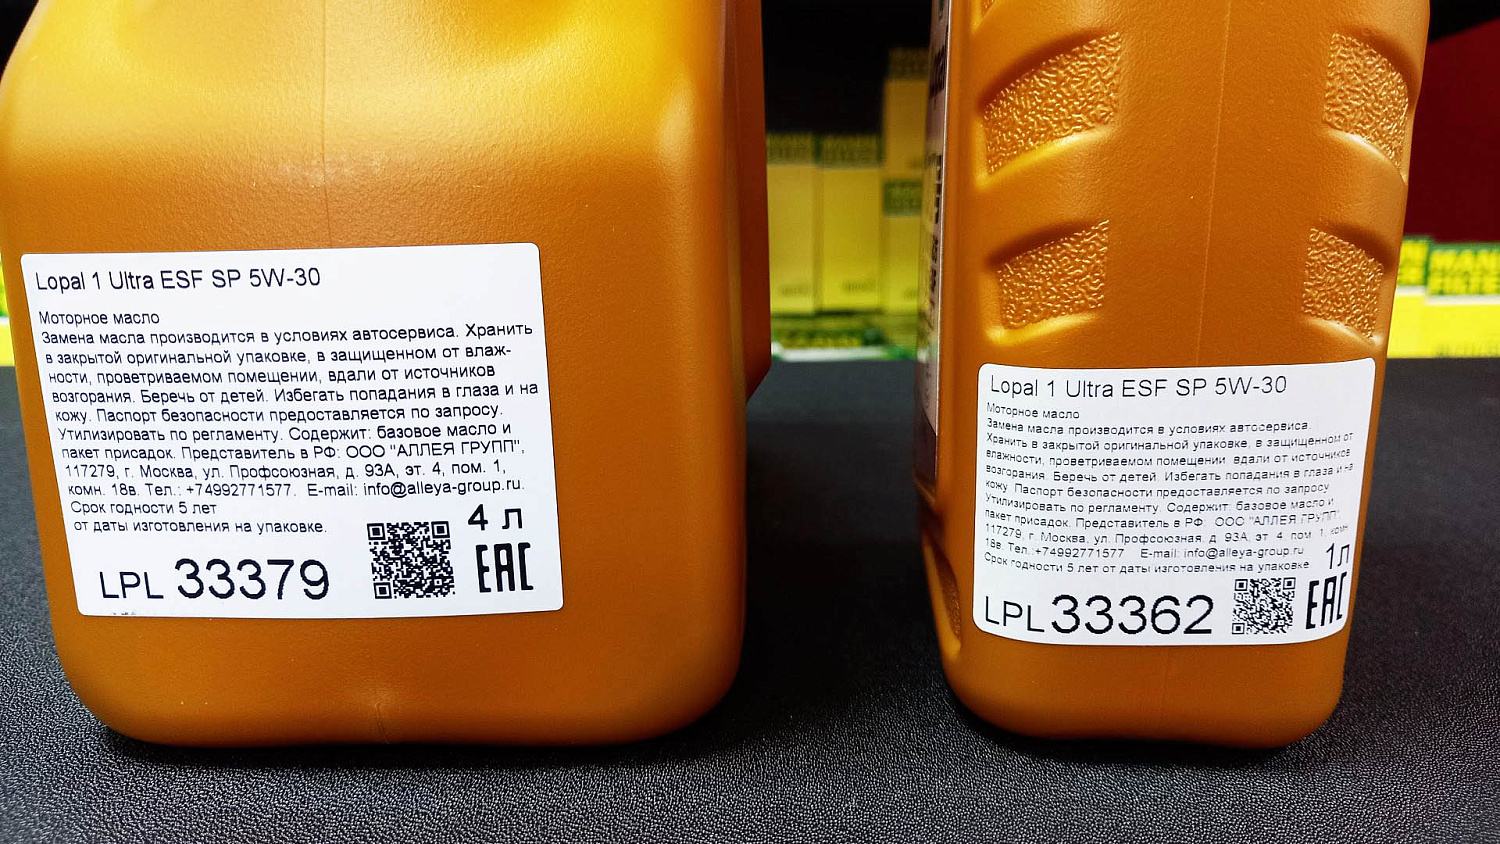 Lopal 1 Ultra ESF SP 5W-30
Моторное масло
Замена масла производится в условиях автосервиса. Хранить
в закрытой оригинальной упаковке, в защищенном от влаж-
ности, проветриваемом помещении, вдали от источников
возгорания. Беречь от детей. Избегать попадания в глаза и на
кожу. Паспорт безопасности предоставляется по запросу.
Утилизировать по регламенту. Содержит: базовое масло и
пакет присадок. Представитель в РФ: ООО "АЛЛЕЯ ГРУПП",
117279, г. Москва, ул. Профсоюзная, д. 93А, эт. 4, пом. 1,
комн. 18в. Тел.: +74992771577. E-mail: info@alleya-group.ru.
Срок годности 5 лет
от даты изготовления на упаковке.
4 л
LPL 33379
EAC
Lopal 1 Ultra ESF SP 5W-30
Моторное масло
Замена масла производится в условиях автосервиса.
Хранить в закрытой оригинальной упаковке, в защищенном от
влажности, проветриваемом помещении вдали от источников
возгорания. Беречь от детей. Избегать попадания в глаза и на
кожу. Паспорт безопасности предоставляется по запросу
Утилизировать по регламенту. Содержит: базовое масло и
пакет присадок. Представитель в РФ: ООО "АЛЛЕЯ ГРУПП",
117279, г. Москва, ул. Профсоюзная, д. 93А, эт. 4, пом. 1, комн
18в. Тел.:+74992771577 E-mail: info@alleya-group.ru
Срок годности 5 лет от даты изготовления на упаковке
1 л
LPL 33362
EAC
MANN
FILTER